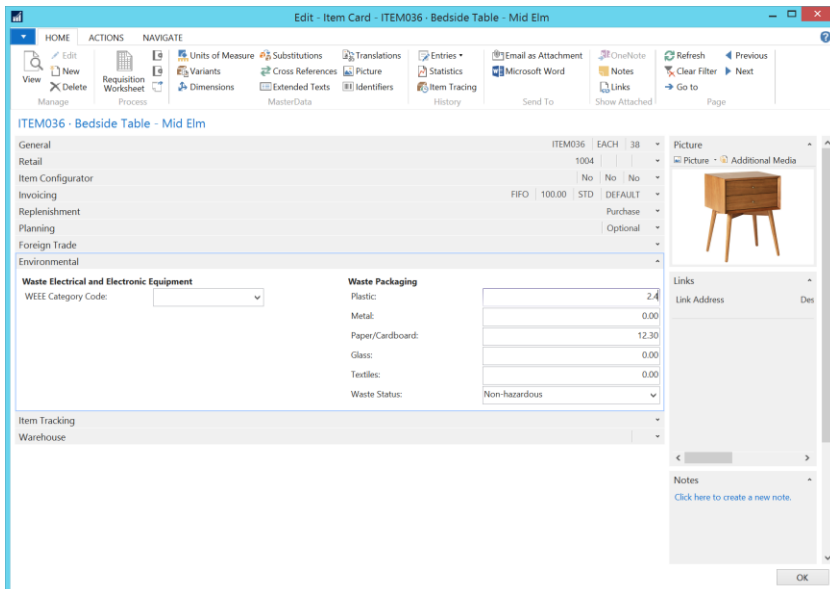 Edit - Item Card - ITEM036 · Bedside Table - Mid Elm
HOME ACTIONS NAVIGATE
View
Edit
New
Delete
Manage
Requisition Worksheet
Process
Units of Measure Substitutions Translations
Variants Cross References Picture
Dimensions Extended Texts Identifiers
MasterData
Entries
Statistics
Item Tracing
History
Email as Attachment
Microsoft Word
Send To
OneNote
Notes
Links
Show Attached
Refresh Previous
Clear Filter Next
Go to
Page
ITEM036 · Bedside Table - Mid Elm
General ITEM036 EACH 38
Retail 1004
Item Configurator No No No
Invoicing FIFO 100.00 STD DEFAULT
Replenishment Purchase
Planning Optional
Foreign Trade
Environmental
Waste Electrical and Electronic Equipment
WEEE Category Code:
Waste Packaging
Plastic: 2.4
Metal: 0.00
Paper/Cardboard: 12.30
Glass: 0.00
Textiles: 0.00
Waste Status: Non-hazardous
Item Tracking
Warehouse
Picture
Picture Additional Media
Links
Link Address Des
Notes
Click here to create a new note.
OK